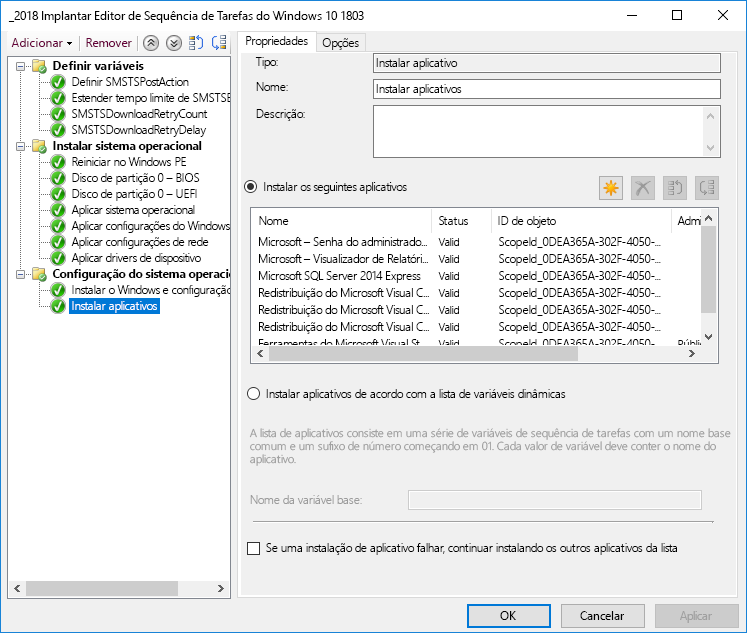 _2018 Implantar Editor de Sequência de Tarefas do Windows 10 1803
Adicionar Remover
Definir variáveis
Definir SMSTSPostAction
Estender tempo limite de SMSTSE
SMSTSDownloadRetryCount
SMSTSDownloadRetryDelay
Instalar sistema operacional
Reiniciar no Windows PE
Disco de partição 0 – BIOS
Disco de partição 0 – UEFI
Aplicar sistema operacional
Aplicar configurações do Windows
Aplicar configurações de rede
Aplicar drivers de dispositivo
Configuração do sistema operaci
Instalar o Windows e configuração
Instalar aplicativos
Propriedades Opções
Tipo: Instalar aplicativo
Nome: Instalar aplicativos
Descrição:
Instalar os seguintes aplicativos
Nome Status ID de objeto Admi
Microsoft – Senha do administrado... Valid ScopeId_0DEA365A-302F-4050-...
Microsoft – Visualizador de Relatóri... Valid ScopeId_0DEA365A-302F-4050-...
Microsoft SQL Server 2014 Express Valid ScopeId_0DEA365A-302F-4050-...
Redistribuição do Microsoft Visual C... Valid ScopeId_0DEA365A-302F-4050-...
Redistribuição do Microsoft Visual C... Valid ScopeId_0DEA365A-302F-4050-...
Redistribuição do Microsoft Visual C... Valid ScopeId_0DEA365A-302F-4050-...
Ferramentas do Microsoft Visual St... Valid ScopeId_0DEA365A-302F-4050-...
Instalar aplicativos de acordo com a lista de variáveis dinâmicas
A lista de aplicativos consiste em uma série de variáveis de sequência de tarefas com um nome base
comum e um sufixo de número começando em 01. Cada valor de variável deve conter o nome do
aplicativo.
Nome da variável base:
Se uma instalação de aplicativo falhar, continuar instalando os outros aplicativos da lista
OK Cancelar Aplicar